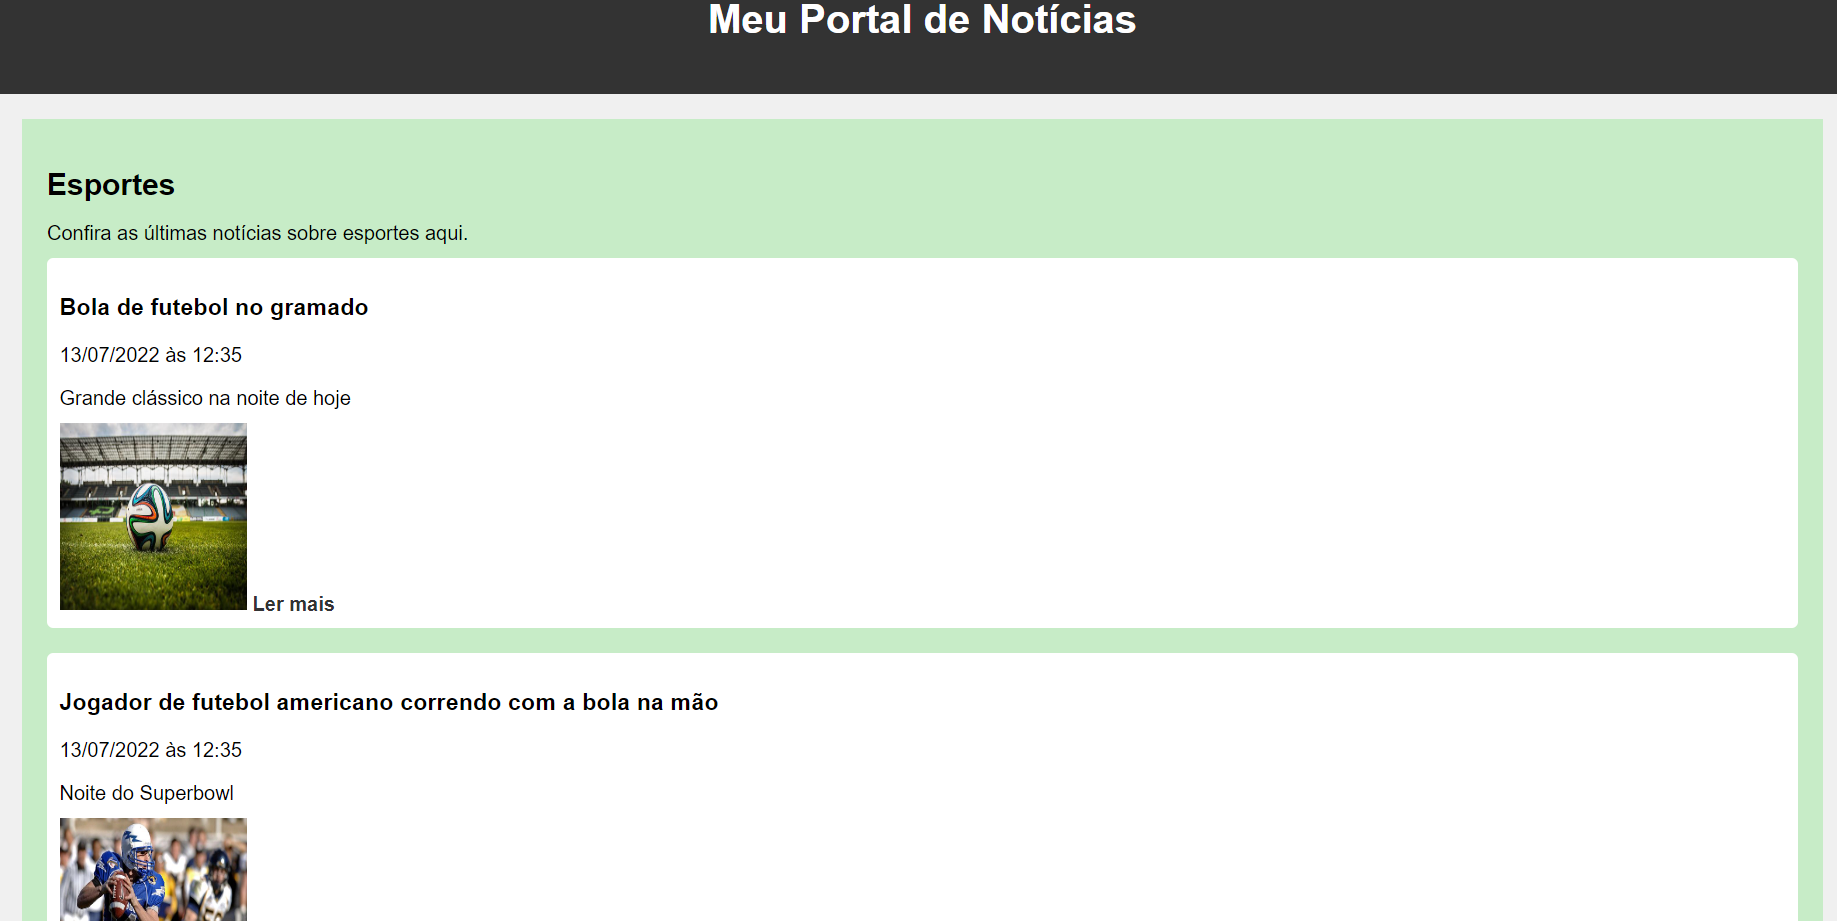 Meu Portal de Notícias
Esportes
Confira as últimas notícias sobre esportes aqui.
Bola de futebol no gramado
13/07/2022 às 12:35
Grande clássico na noite de hoje
Ler mais
Jogador de futebol americano correndo com a bola na mão
13/07/2022 às 12:35
Noite do Superbowl